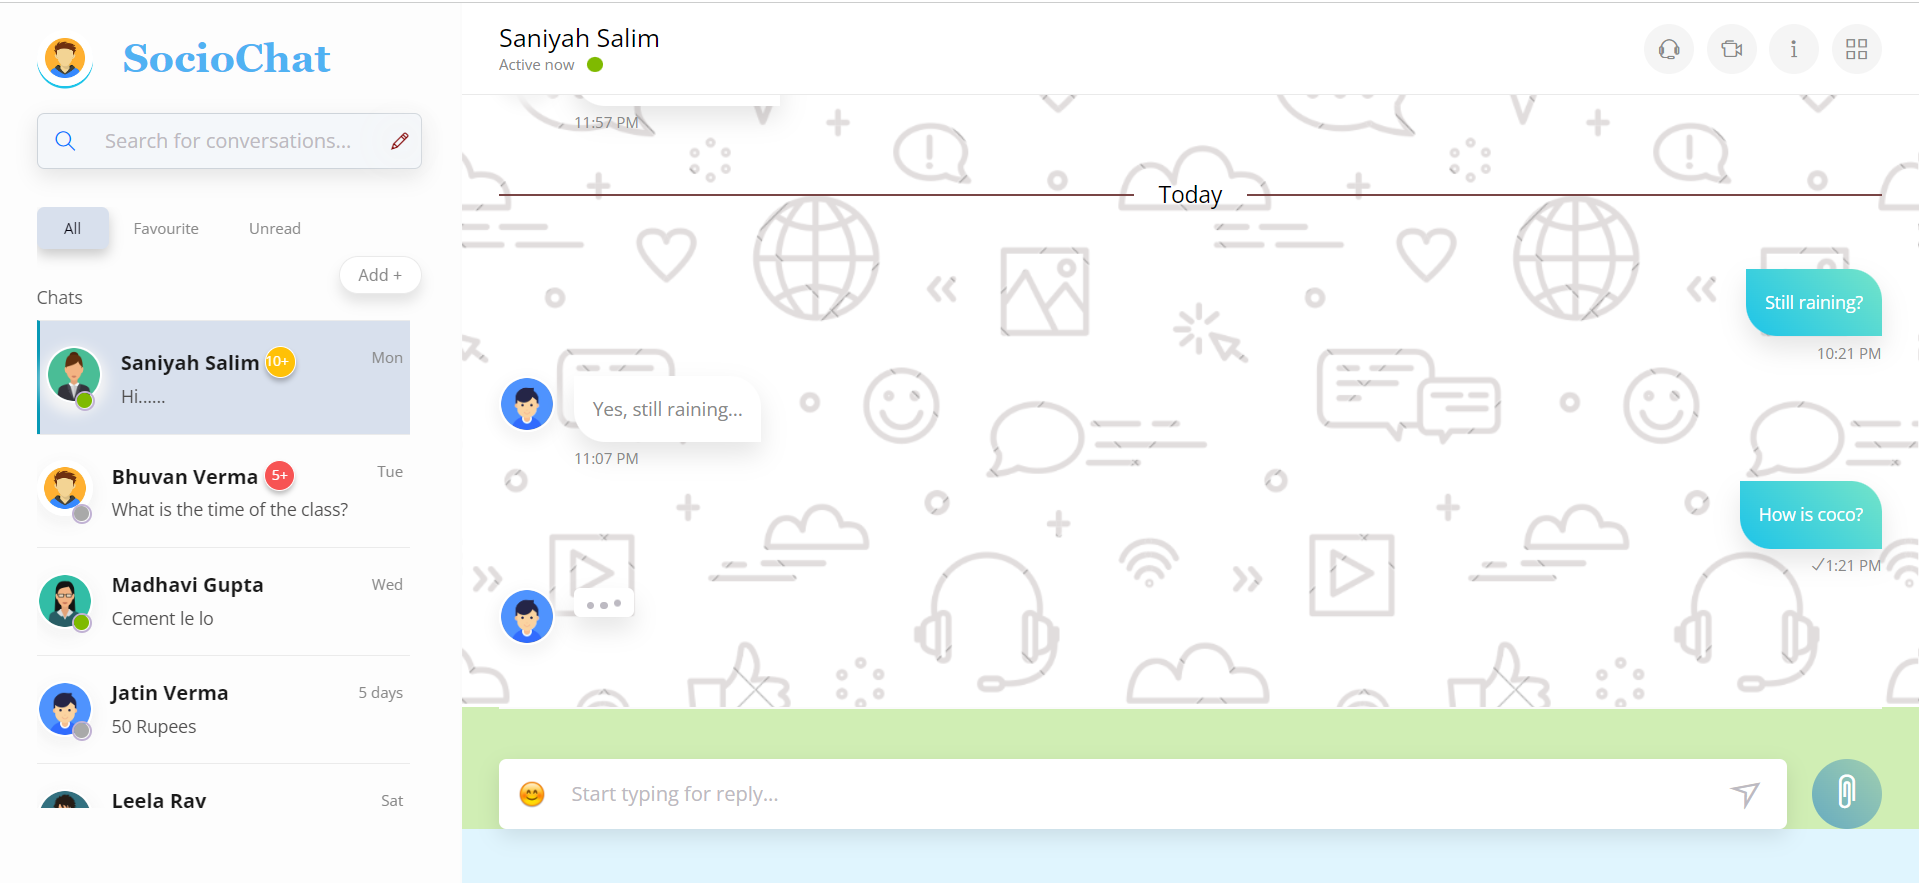 SocioChat
Search for conversations...
All
Favourite
Unread
Add +
Chats
Saniyah Salim
10+
Mon
Hi......
Bhuvan Verma
5+
Tue
What is the time of the class?
Madhavi Gupta
Wed
Cement le lo
Jatin Verma
5 days
50 Rupees
Leela Rav
Sat
Saniyah Salim
Active now
11:57 PM
Today
Still raining?
10:21 PM
Yes, still raining...
11:07 PM
How is coco?
✓1:21 PM
Start typing for reply...